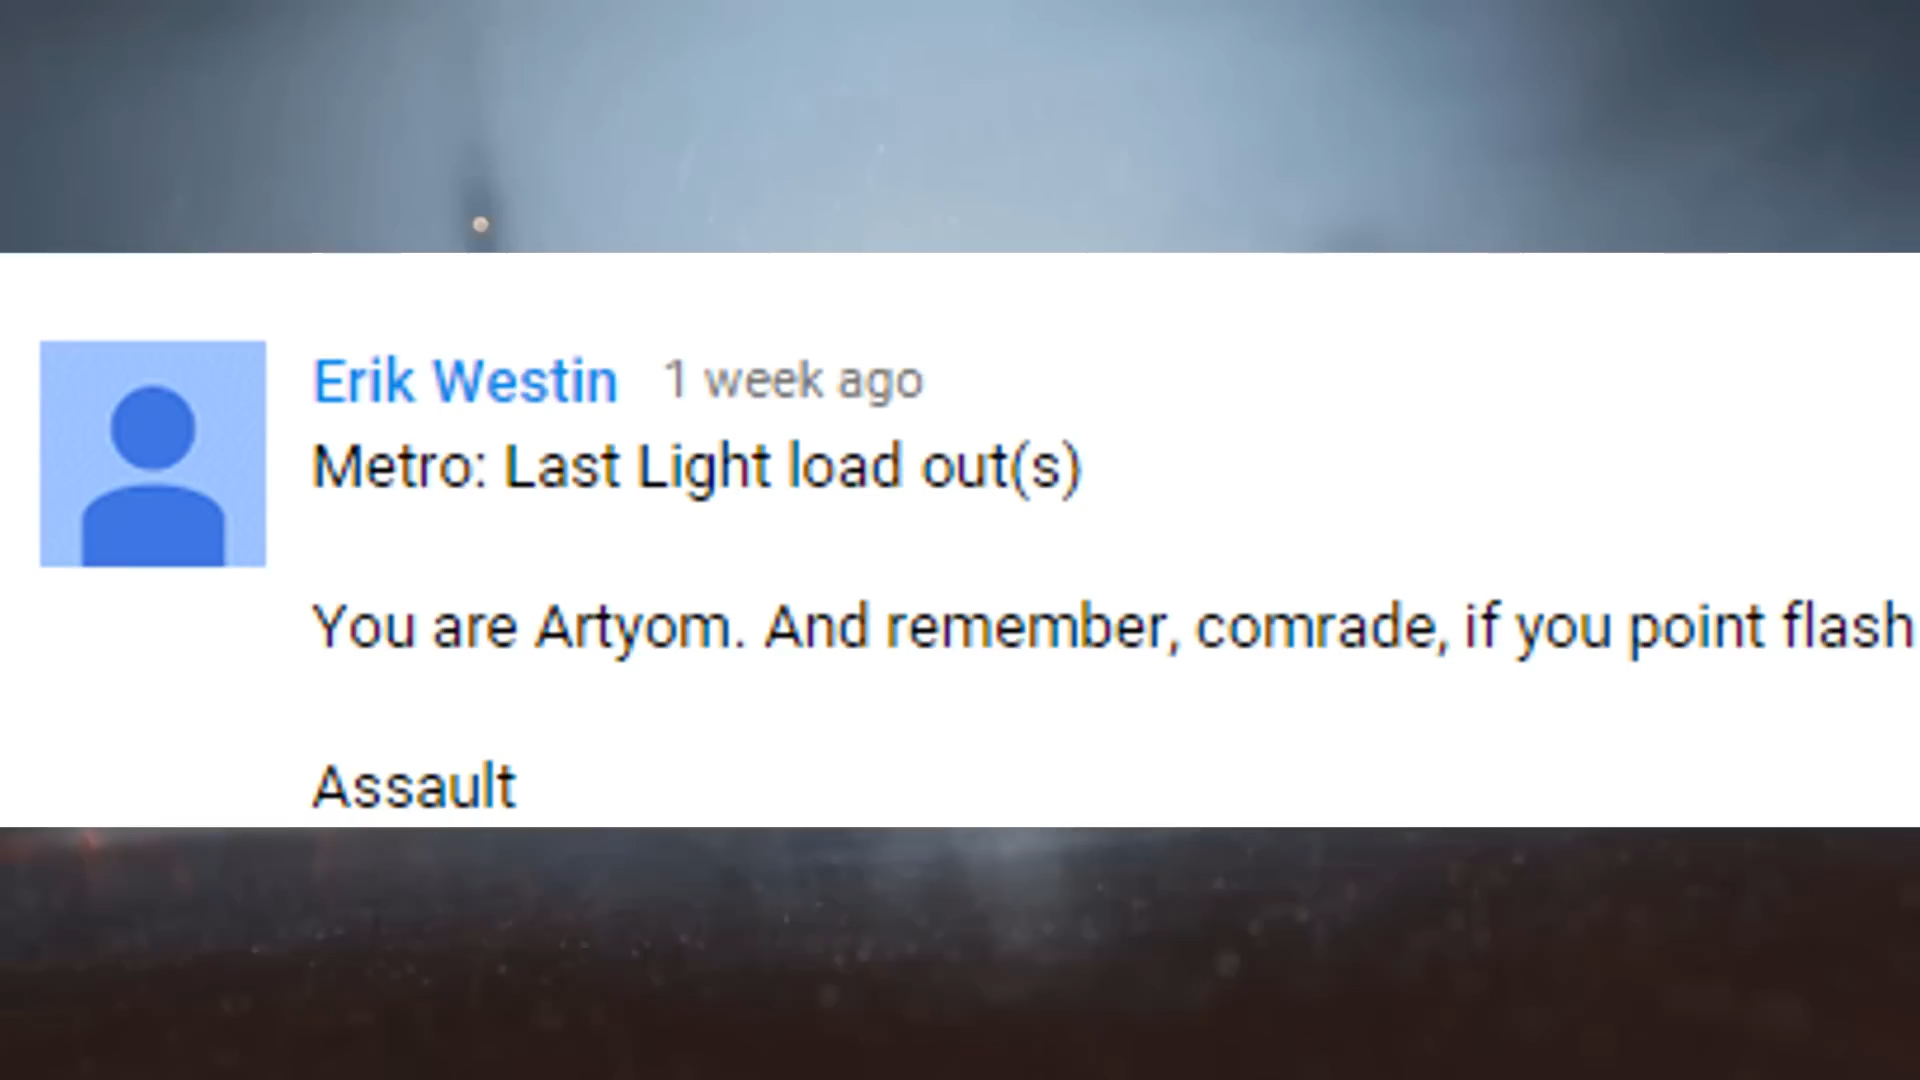 Erik Westin 1 week ago
Metro: Last Light load out(s)
You are Artyom. And remember, comrade, if you point flash
Assault